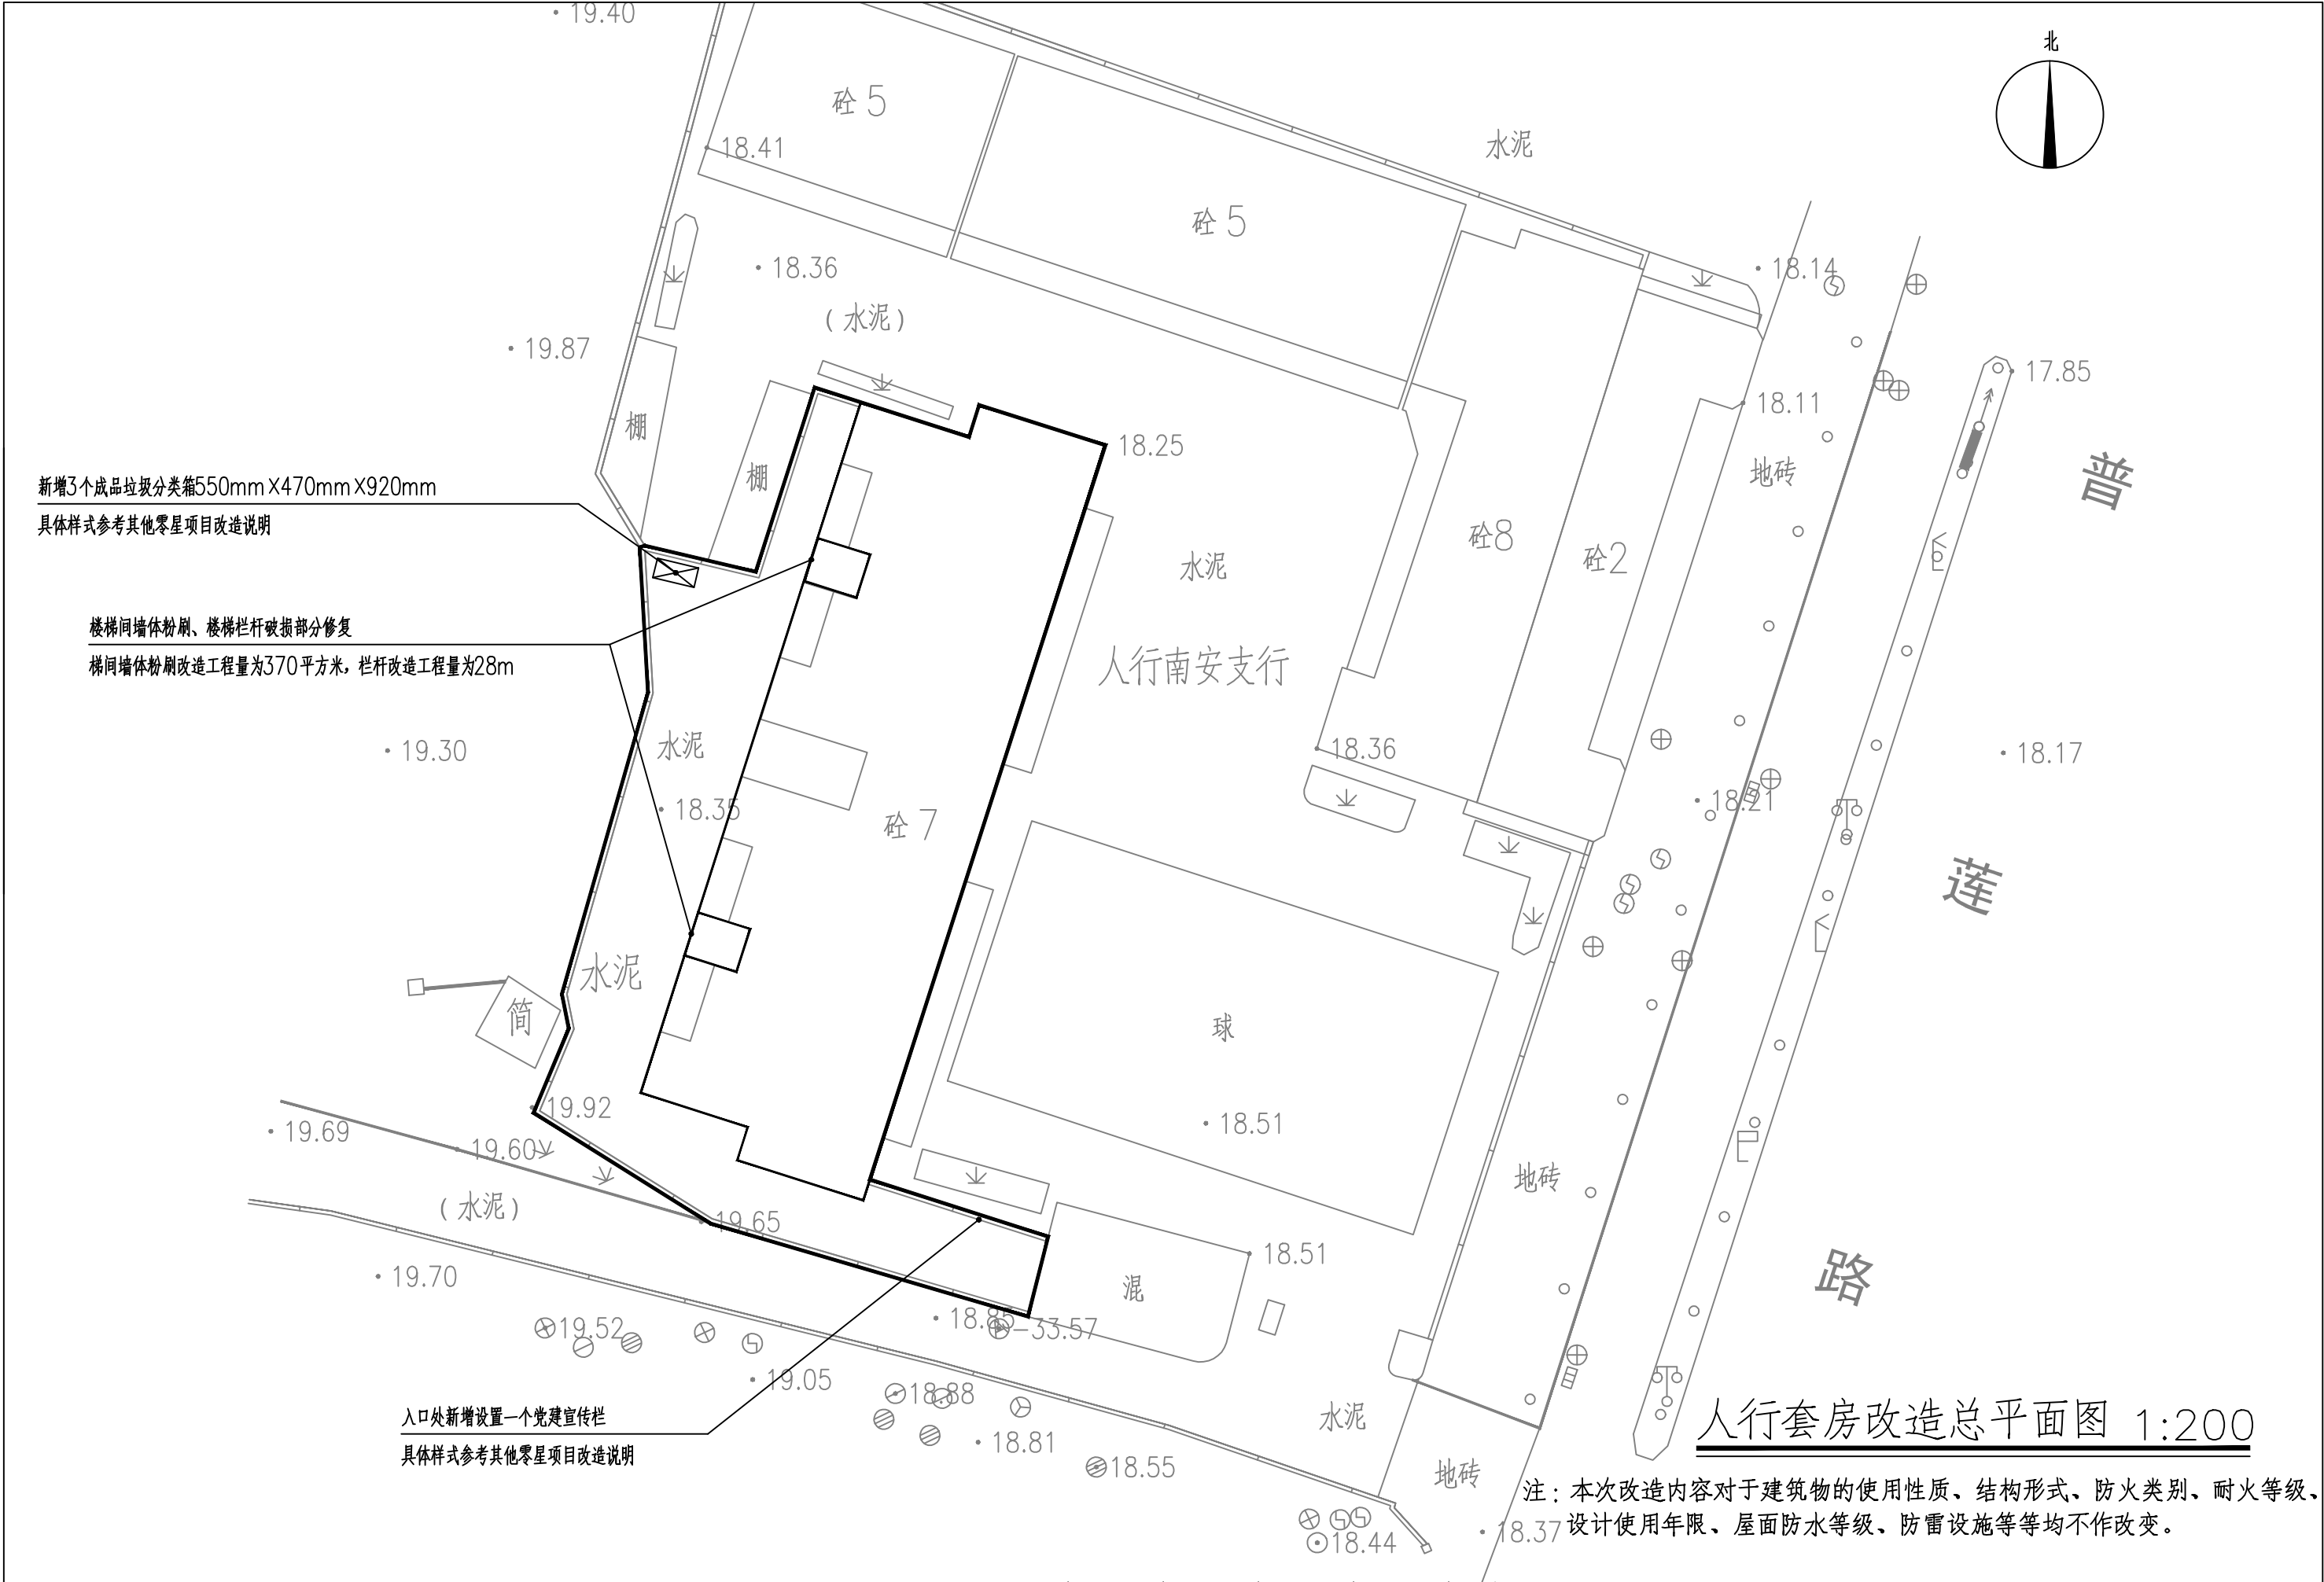 19.40
北
砼5
18.41
水泥
砼5
18.36
18.14
(水泥)
19.87
17.85
18.11
棚
18.25
地砖
普
棚
新增3个成品垃圾分类箱550mm×470mm×920mm
具体样式参考其他零星项目改造说明
砼8
砼2
水泥
楼梯间墙体粉刷、楼梯栏杆破损部分修复
梯间墙体粉刷改造工程量为370平方米，栏杆改造工程量为28m
人行南安支行
水泥
19.30
18.36
18.17
18.35
18.21
砼7
莲
水泥
简
球
19.92
18.51
19.69
19.60
地砖
(水泥)
19.65
18.51
19.70
路
混
18.85
-33.57
19.52
19.05
18.88
入口处新增设置一个党建宣传栏
具体样式参考其他零星项目改造说明
水泥
人行套房改造总平面图 1:200
18.81
18.55
地砖
注：本次改造内容对于建筑物的使用性质、结构形式、防火类别、耐火等级、
设计使用年限、屋面防水等级、防雷设施等等均不作改变。
18.37
18.44